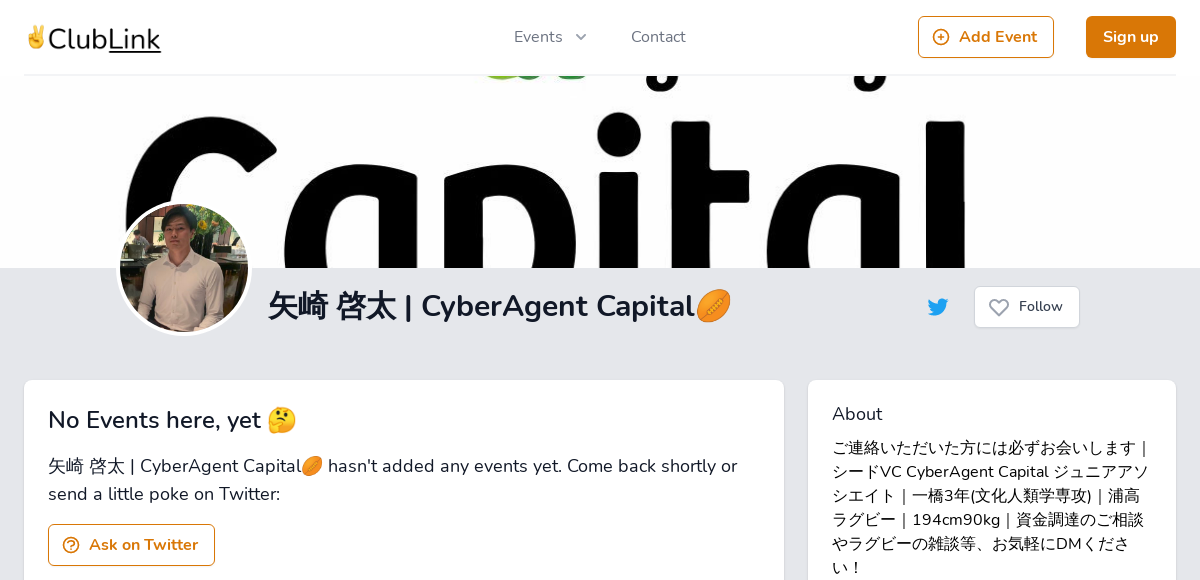 ✌ClubLink
Events
Contact
Add Event
Sign up
Capital
矢崎 啓太 | CyberAgent Capital🏉
Follow
No Events here, yet 🤔
矢崎 啓太 | CyberAgent Capital🏉 hasn't added any events yet. Come back shortly or
send a little poke on Twitter:
Ask on Twitter
About
ご連絡いただいた方には必ずお会いします｜
シードVC CyberAgent Capital ジュニアアソ
シエイト｜一橋3年(文化人類学専攻)｜浦高
ラグビー｜194cm90kg｜資金調達のご相談
やラグビーの雑談等、お気軽にDMくださ
い！